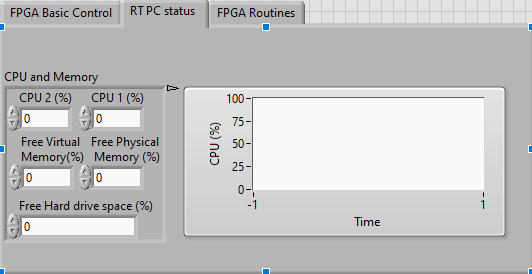 FPGA Basic Control
RT PC status
FPGA Routines
CPU and Memory
CPU 2 (%)
CPU 1 (%)
0
0
Free Virtual
Memory(%)
Free Physical
Memory (%)
0
0
Free Hard drive space (%)
0
CPU (%)
100-
75-
50-
25-
0-
-1
1
Time